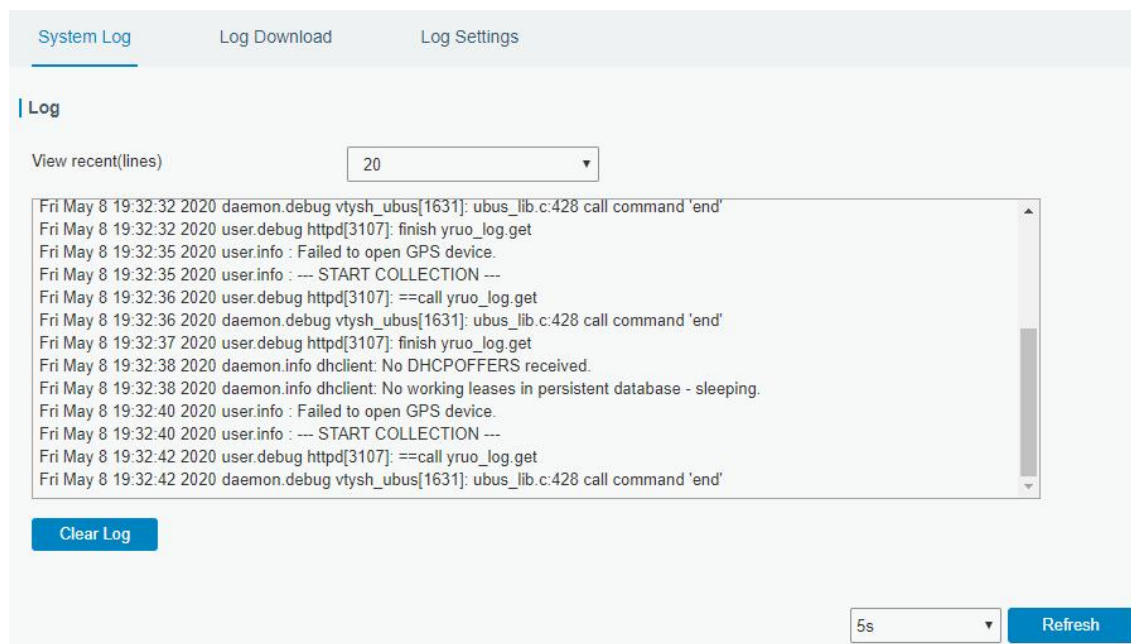 System Log Log Download Log Settings
Log
View recent(lines) 20
Fri May 8 19:32:32 2020 daemon.debug vtysh_ubus[1631]: ubus_lib.c:428 call command 'end'
Fri May 8 19:32:32 2020 user.debug httpd[3107]: finish yruo_log.get
Fri May 8 19:32:35 2020 user.info : Failed to open GPS device.
Fri May 8 19:32:35 2020 user.info : --- START COLLECTION ---
Fri May 8 19:32:36 2020 user.debug httpd[3107]: ==call yruo_log.get
Fri May 8 19:32:36 2020 daemon.debug vtysh_ubus[1631]: ubus_lib.c:428 call command 'end'
Fri May 8 19:32:37 2020 user.debug httpd[3107]: finish yruo_log.get
Fri May 8 19:32:38 2020 daemon.info dhclient: No DHCPOFFERS received.
Fri May 8 19:32:38 2020 daemon.info dhclient: No working leases in persistent database - sleeping.
Fri May 8 19:32:40 2020 user.info : Failed to open GPS device.
Fri May 8 19:32:40 2020 user.info : --- START COLLECTION ---
Fri May 8 19:32:42 2020 user.debug httpd[3107]: ==call yruo_log.get
Fri May 8 19:32:42 2020 daemon.debug vtysh_ubus[1631]: ubus_lib.c:428 call command 'end'
Clear Log
5s Refresh